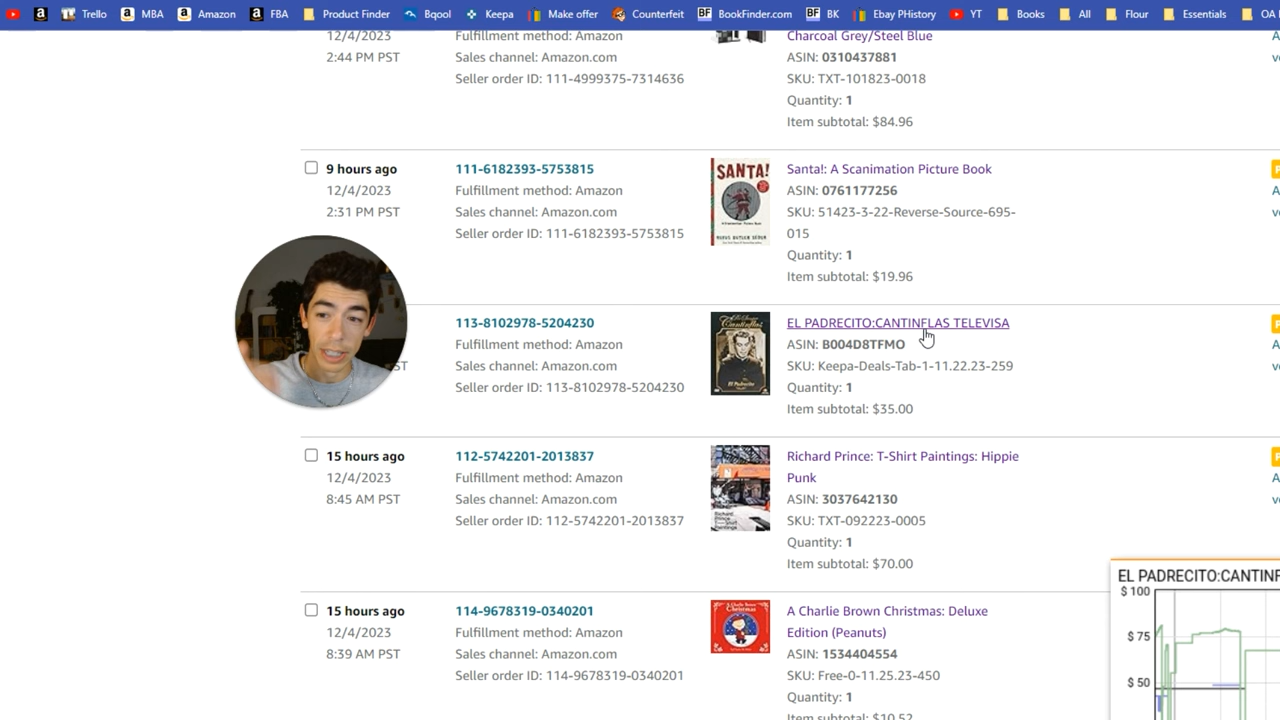 Trello MBA Amazon FBA Product Finder Bqool Keepa Make offer Counterfeit BookFinder.com BK Ebay PHistory YT Books All Flour Essentials OA
12/4/2023
2:44 PM PST
Fulfillment method: Amazon
Sales channel: Amazon.com
Seller order ID: 111-4999375-7314636
Charcoal Grey/Steel Blue
ASIN: 0310437881
SKU: TXT-101823-0018
Quantity: 1
Item subtotal: $84.96
9 hours ago
12/4/2023
2:31 PM PST
111-6182393-5753815
Fulfillment method: Amazon
Sales channel: Amazon.com
Seller order ID: 111-6182393-5753815
SANTA!
Santa!: A Scanimation Picture Book
ASIN: 0761177256
SKU: 51423-3-22-Reverse-Source-695-
015
Quantity: 1
Item subtotal: $19.96
ST
113-8102978-5204230
Fulfillment method: Amazon
Sales channel: Amazon.com
Seller order ID: 113-8102978-5204230
Cantinflas
El Padrecito
EL PADRECITO:CANTINFLAS TELEVISA
ASIN: B004D8TFMO
SKU: Keepa-Deals-Tab-1-11.22.23-259
Quantity: 1
Item subtotal: $35.00
15 hours ago
12/4/2023
8:45 AM PST
112-5742201-2013837
Fulfillment method: Amazon
Sales channel: Amazon.com
Seller order ID: 112-5742201-2013837
Richard Prince: T-Shirt Paintings: Hippie
Punk
ASIN: 3037642130
SKU: TXT-092223-0005
Quantity: 1
Item subtotal: $70.00
15 hours ago
12/4/2023
8:39 AM PST
114-9678319-0340201
Fulfillment method: Amazon
Sales channel: Amazon.com
Seller order ID: 114-9678319-0340201
Christmas
A Charlie Brown Christmas: Deluxe
Edition (Peanuts)
ASIN: 1534404554
SKU: Free-0-11.25.23-450
Quantity: 1
Item subtotal: $10.52
EL PADRECITO:CANTINF
$ 100
$ 75
$ 50